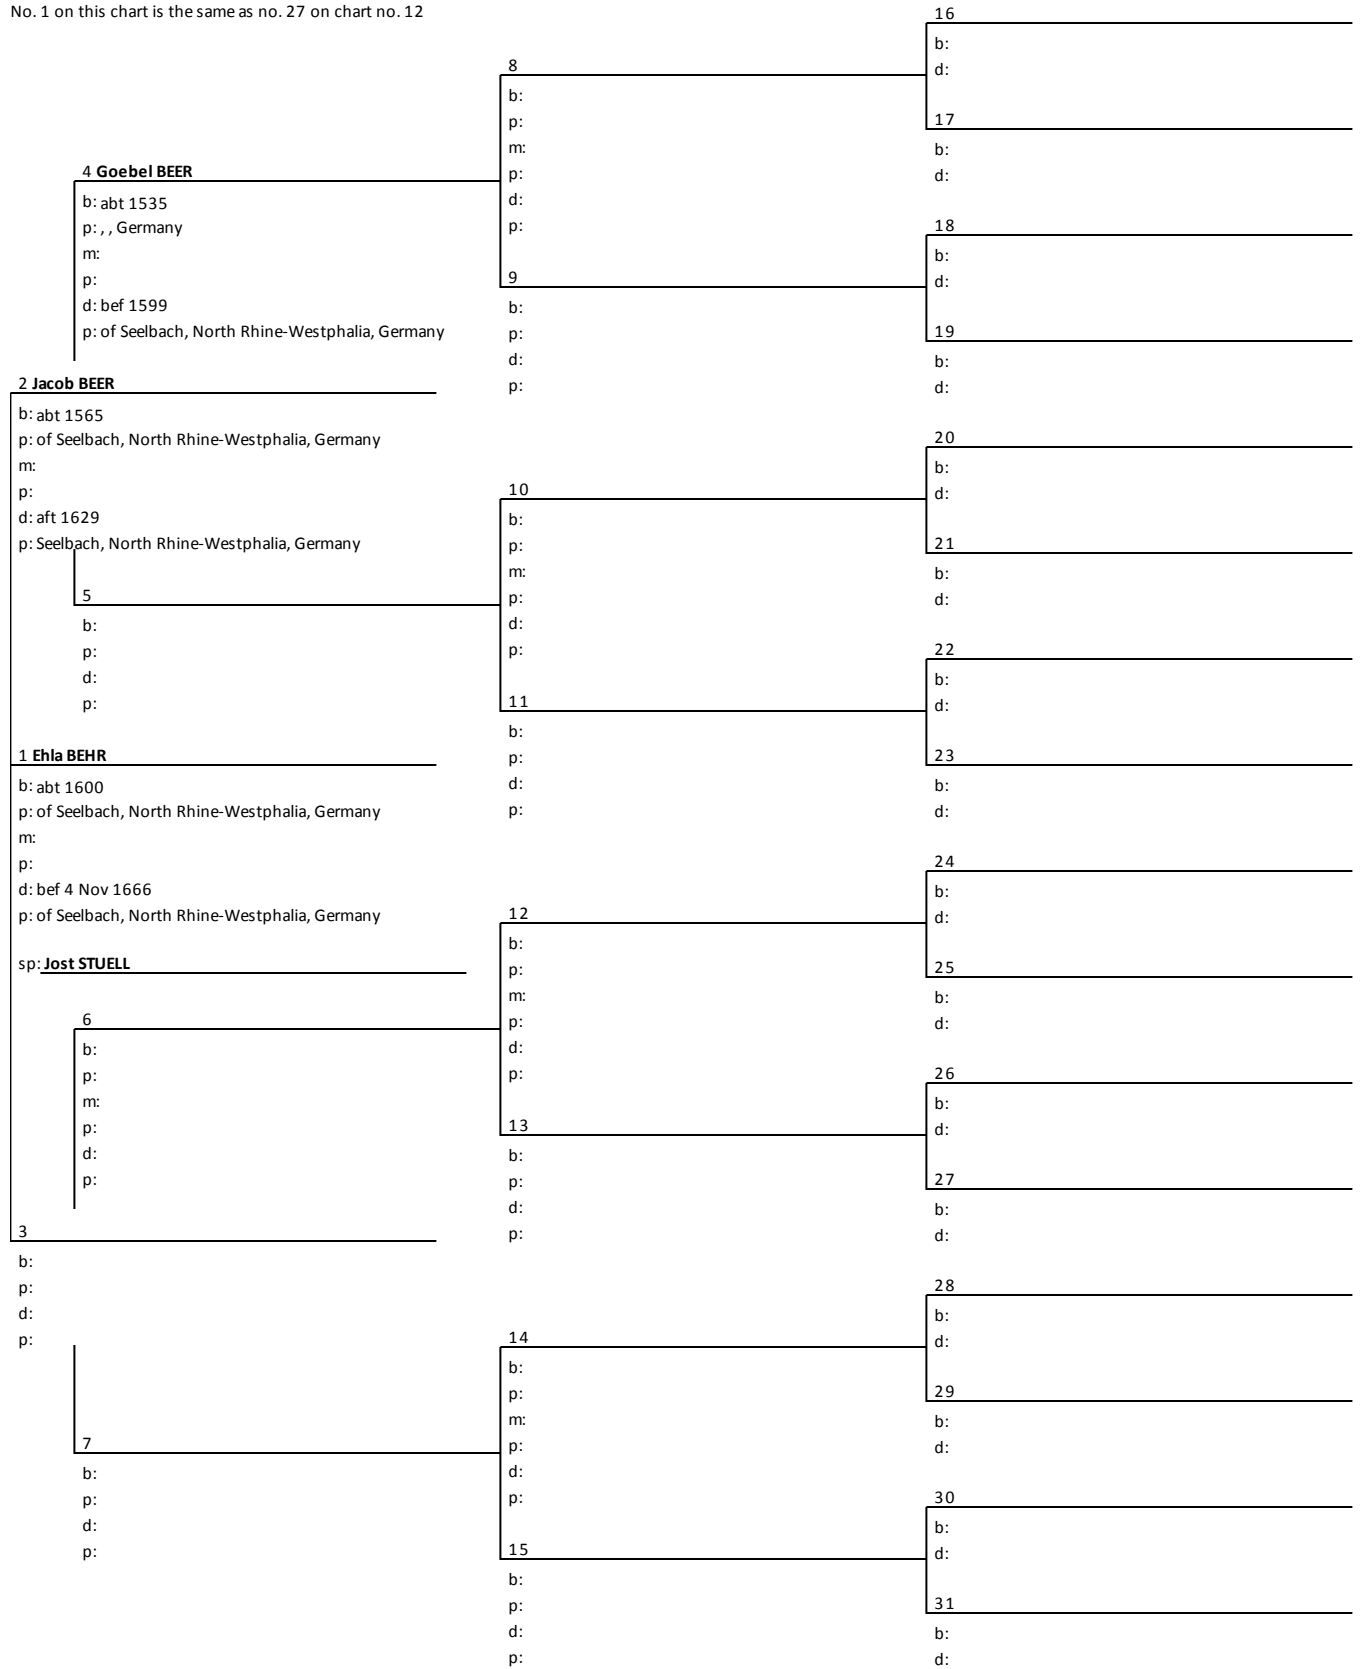 No. 1 on this chart is the same as no. 27 on chart no. 12
4 Goebel BEER
b: abt 1535
p: , , Germany
m:
p:
d: bef 1599
p: of Seelbach, North Rhine-Westphalia, Germany
2 Jacob BEER
b: abt 1565
p: of Seelbach, North Rhine-Westphalia, Germany
m:
p:
d: aft 1629
p: Seelbach, North Rhine-Westphalia, Germany
5
b:
p:
d:
p:
1 Ehla BEHR
b: abt 1600
p: of Seelbach, North Rhine-Westphalia, Germany
m:
p:
d: bef 4 Nov 1666
p: of Seelbach, North Rhine-Westphalia, Germany
sp: Jost STUELL
6
b:
p:
m:
p:
d:
p:
3
b:
p:
d:
p:
7
b:
p:
d:
p:
8
b:
p:
m:
p:
d:
p:
9
b:
p:
d:
p:
10
b:
p:
m:
p:
d:
p:
11
b:
p:
d:
p:
12
b:
p:
m:
p:
d:
p:
13
b:
p:
d:
p:
14
b:
p:
m:
p:
d:
p:
15
b:
p:
d:
p:
16
b:
d:
17
b:
d:
18
b:
d:
19
b:
d:
20
b:
d:
21
b:
d:
22
b:
d:
23
b:
d:
24
b:
d:
25
b:
d:
26
b:
d:
27
b:
d:
28
b:
d:
29
b:
d:
30
b:
d:
31
b:
d: